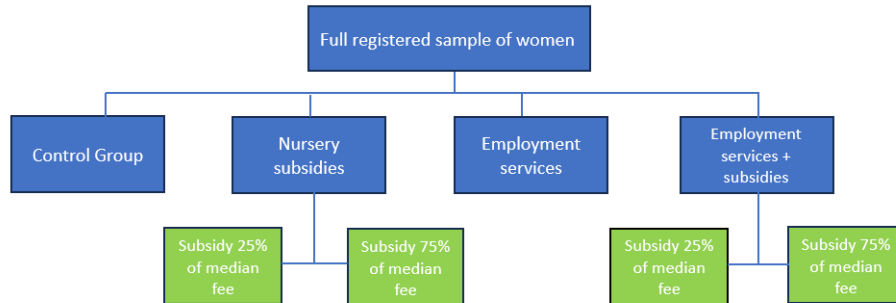 Full registered sample of women
Control Group
Nursery
subsidies
Employment
services
Employment
services +
subsidies
Subsidy 25%
of median
fee
Subsidy 75%
of median
fee
Subsidy 25%
of median
fee
Subsidy 75%
of median
fee